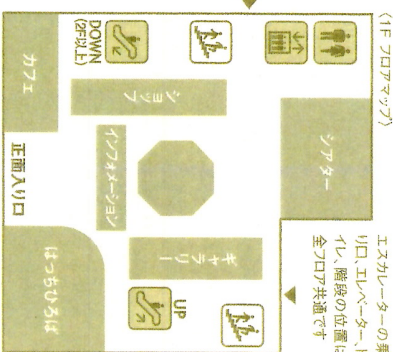 〈1F フロアマップ〉
DOWN
(2F以上)
カフェ
ショップ
インフォメーション
正面入り口
シアター
ギャラリー
UP
はっちひろば
エスカレーターの乗
り口、エレベーター、ト
イレ、階段の位置は
全フロア共通です